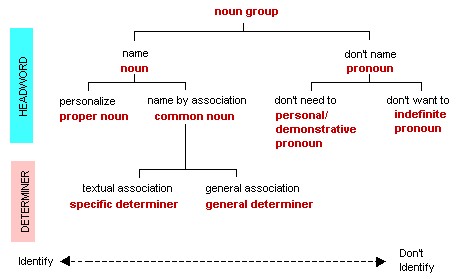 noun group
HEADWORD
name
noun
don't name
pronoun
personalize
proper noun
name by association
common noun
don't need to
personal/
demonstrative
pronoun
don't want to
indefinite
pronoun
DETERMINER
textual association
specific determiner
general association
general determiner
Identify
Don't
Identify